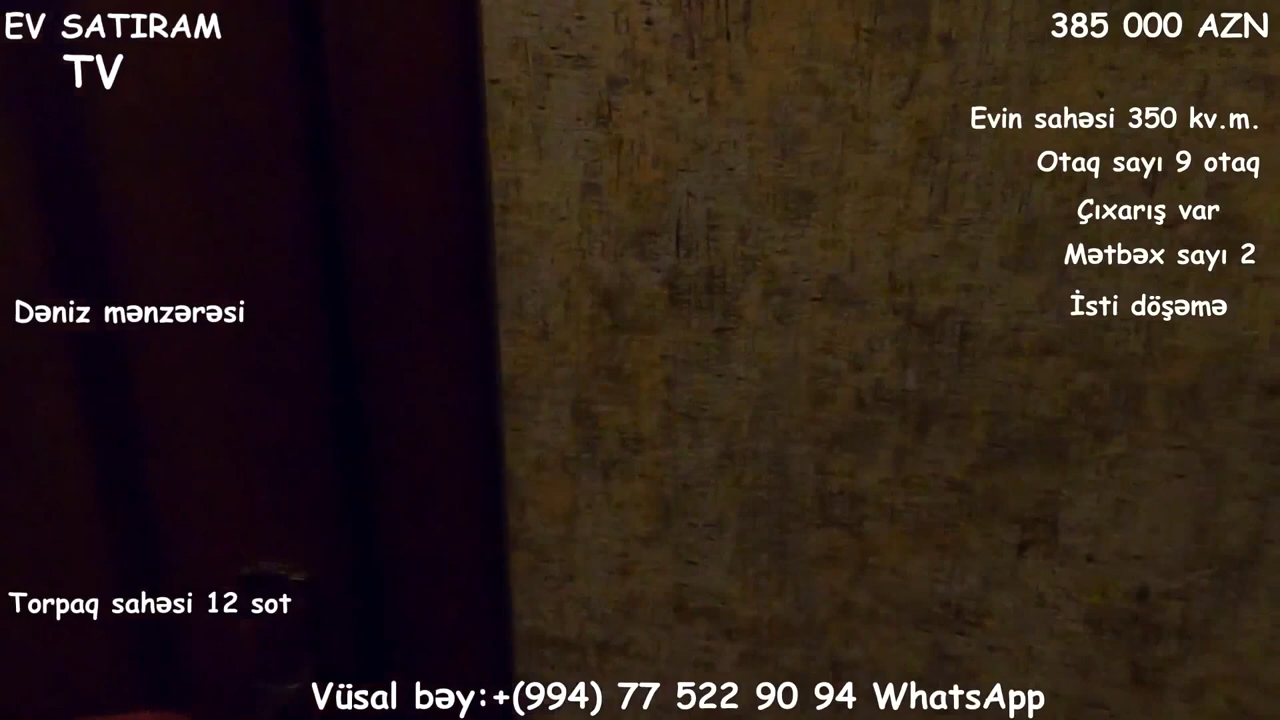 EV SATIRAM
TV
385 000 AZN
Evin sahəsi 350 kv.m.
Otaq sayı 9 otaq
Çıxarış var
Mətbəx sayı 2
İsti döşəmə
Dəniz mənzərəsi
Torpaq sahəsi 12 sot
Vüsal bəy:+(994) 77 522 90 94 WhatsApp